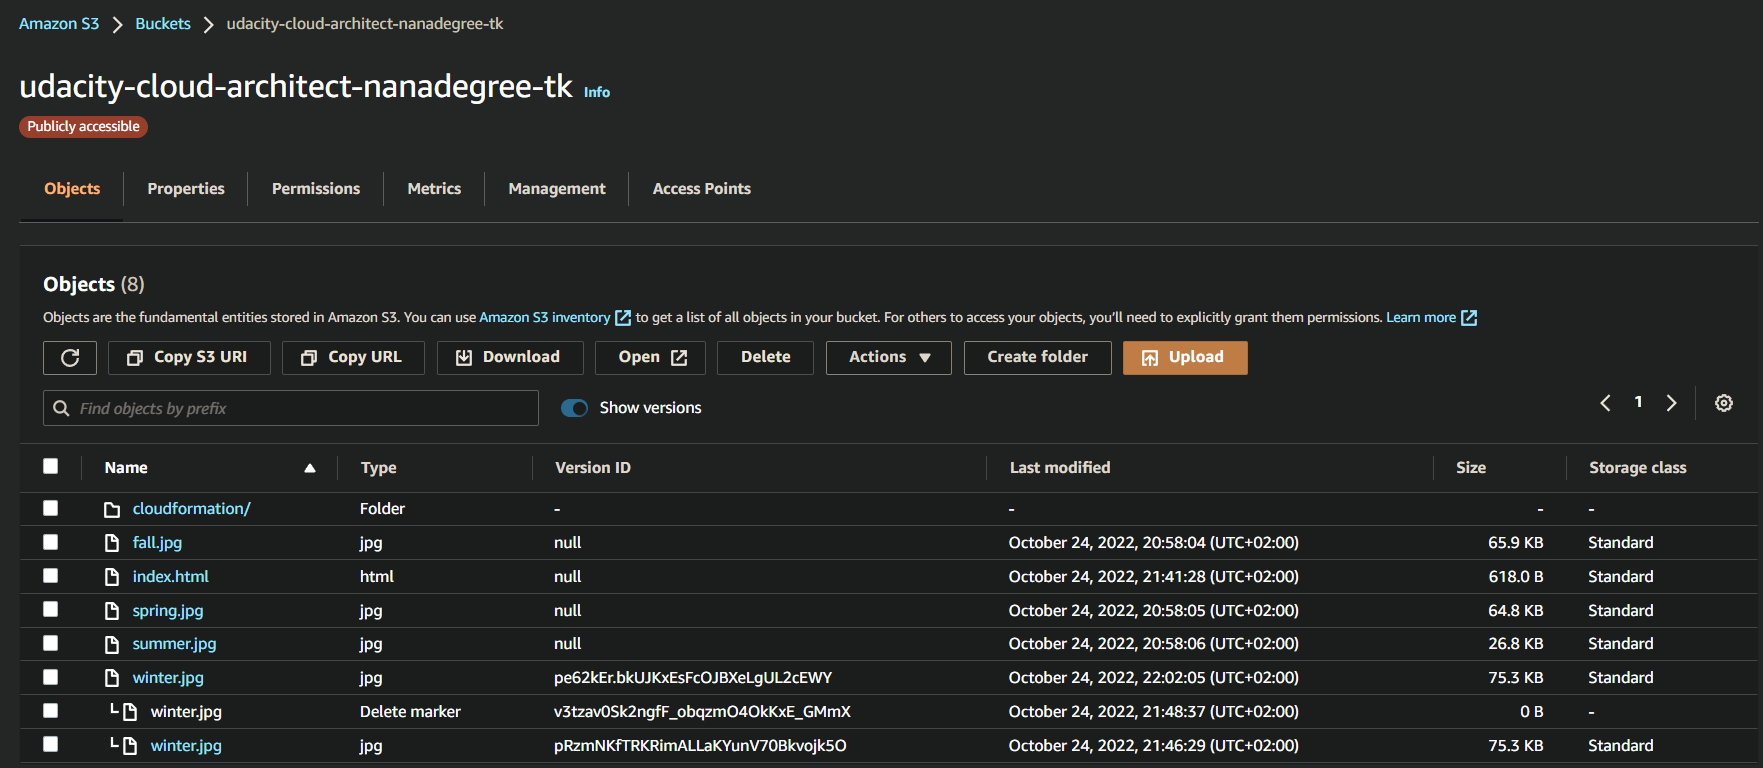 Amazon S3 > Buckets > udacity-cloud-architect-nanadegree-tk
udacity-cloud-architect-nanadegree-tk Info
Publicly accessible
Objects Properties Permissions Metrics Management Access Points
Objects (8)
Objects are the fundamental entities stored in Amazon S3. You can use Amazon S3 inventory to get a list of all objects in your bucket. For others to access your objects, you'll need to explicitly grant them permissions. Learn more
Copy S3 URI Copy URL Download Open Delete Actions Create folder Upload
Find objects by prefix Show versions 1
Name Type Version ID Last modified Size Storage class
cloudformation/ Folder - - - -
fall.jpg jpg null October 24, 2022, 20:58:04 (UTC+02:00) 65.9 KB Standard
index.html html null October 24, 2022, 21:41:28 (UTC+02:00) 618.0 B Standard
spring.jpg jpg null October 24, 2022, 20:58:05 (UTC+02:00) 64.8 KB Standard
summer.jpg jpg null October 24, 2022, 20:58:06 (UTC+02:00) 26.8 KB Standard
winter.jpg jpg pe62kEr.bkUJKxEsFcOJBXeLgUL2cEWY October 24, 2022, 22:02:05 (UTC+02:00) 75.3 KB Standard
winter.jpg Delete marker v3tzav0Sk2ngfF_obqzmO4OkKxE_GMmX October 24, 2022, 21:48:37 (UTC+02:00) 0 B -
winter.jpg jpg pRzmNKfTRKRimALLaKYunV70Bkvojk5O October 24, 2022, 21:46:29 (UTC+02:00) 75.3 KB Standard